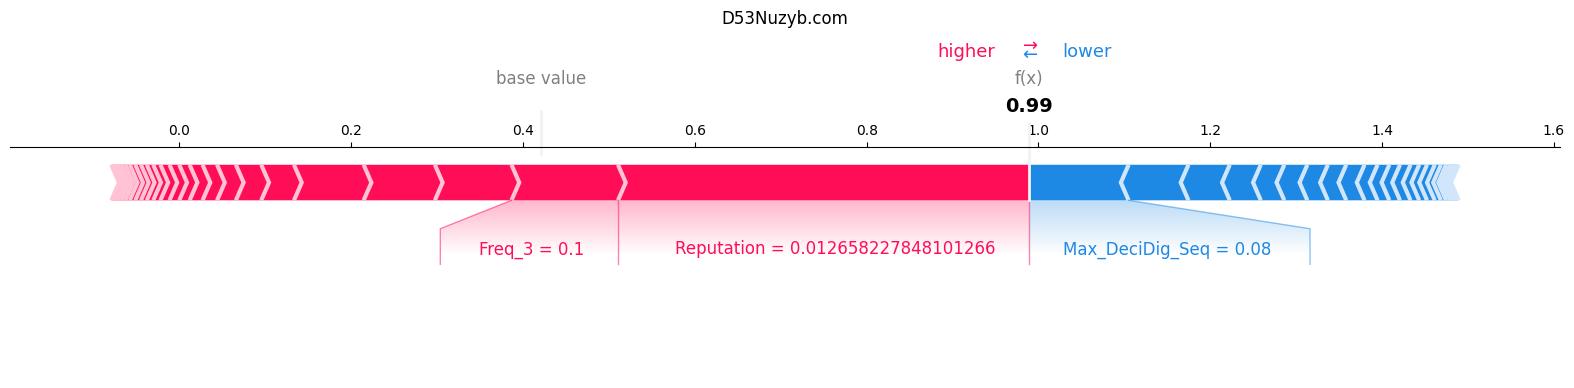 D53Nuzyb.com
higher ⇄ lower
base value f(x)
0.99
0.0 0.2 0.4 0.6 0.8 1.0 1.2 1.4 1.6
Freq_3 = 0.1 Reputation = 0.012658227848101266 Max_DeciDig_Seq = 0.08